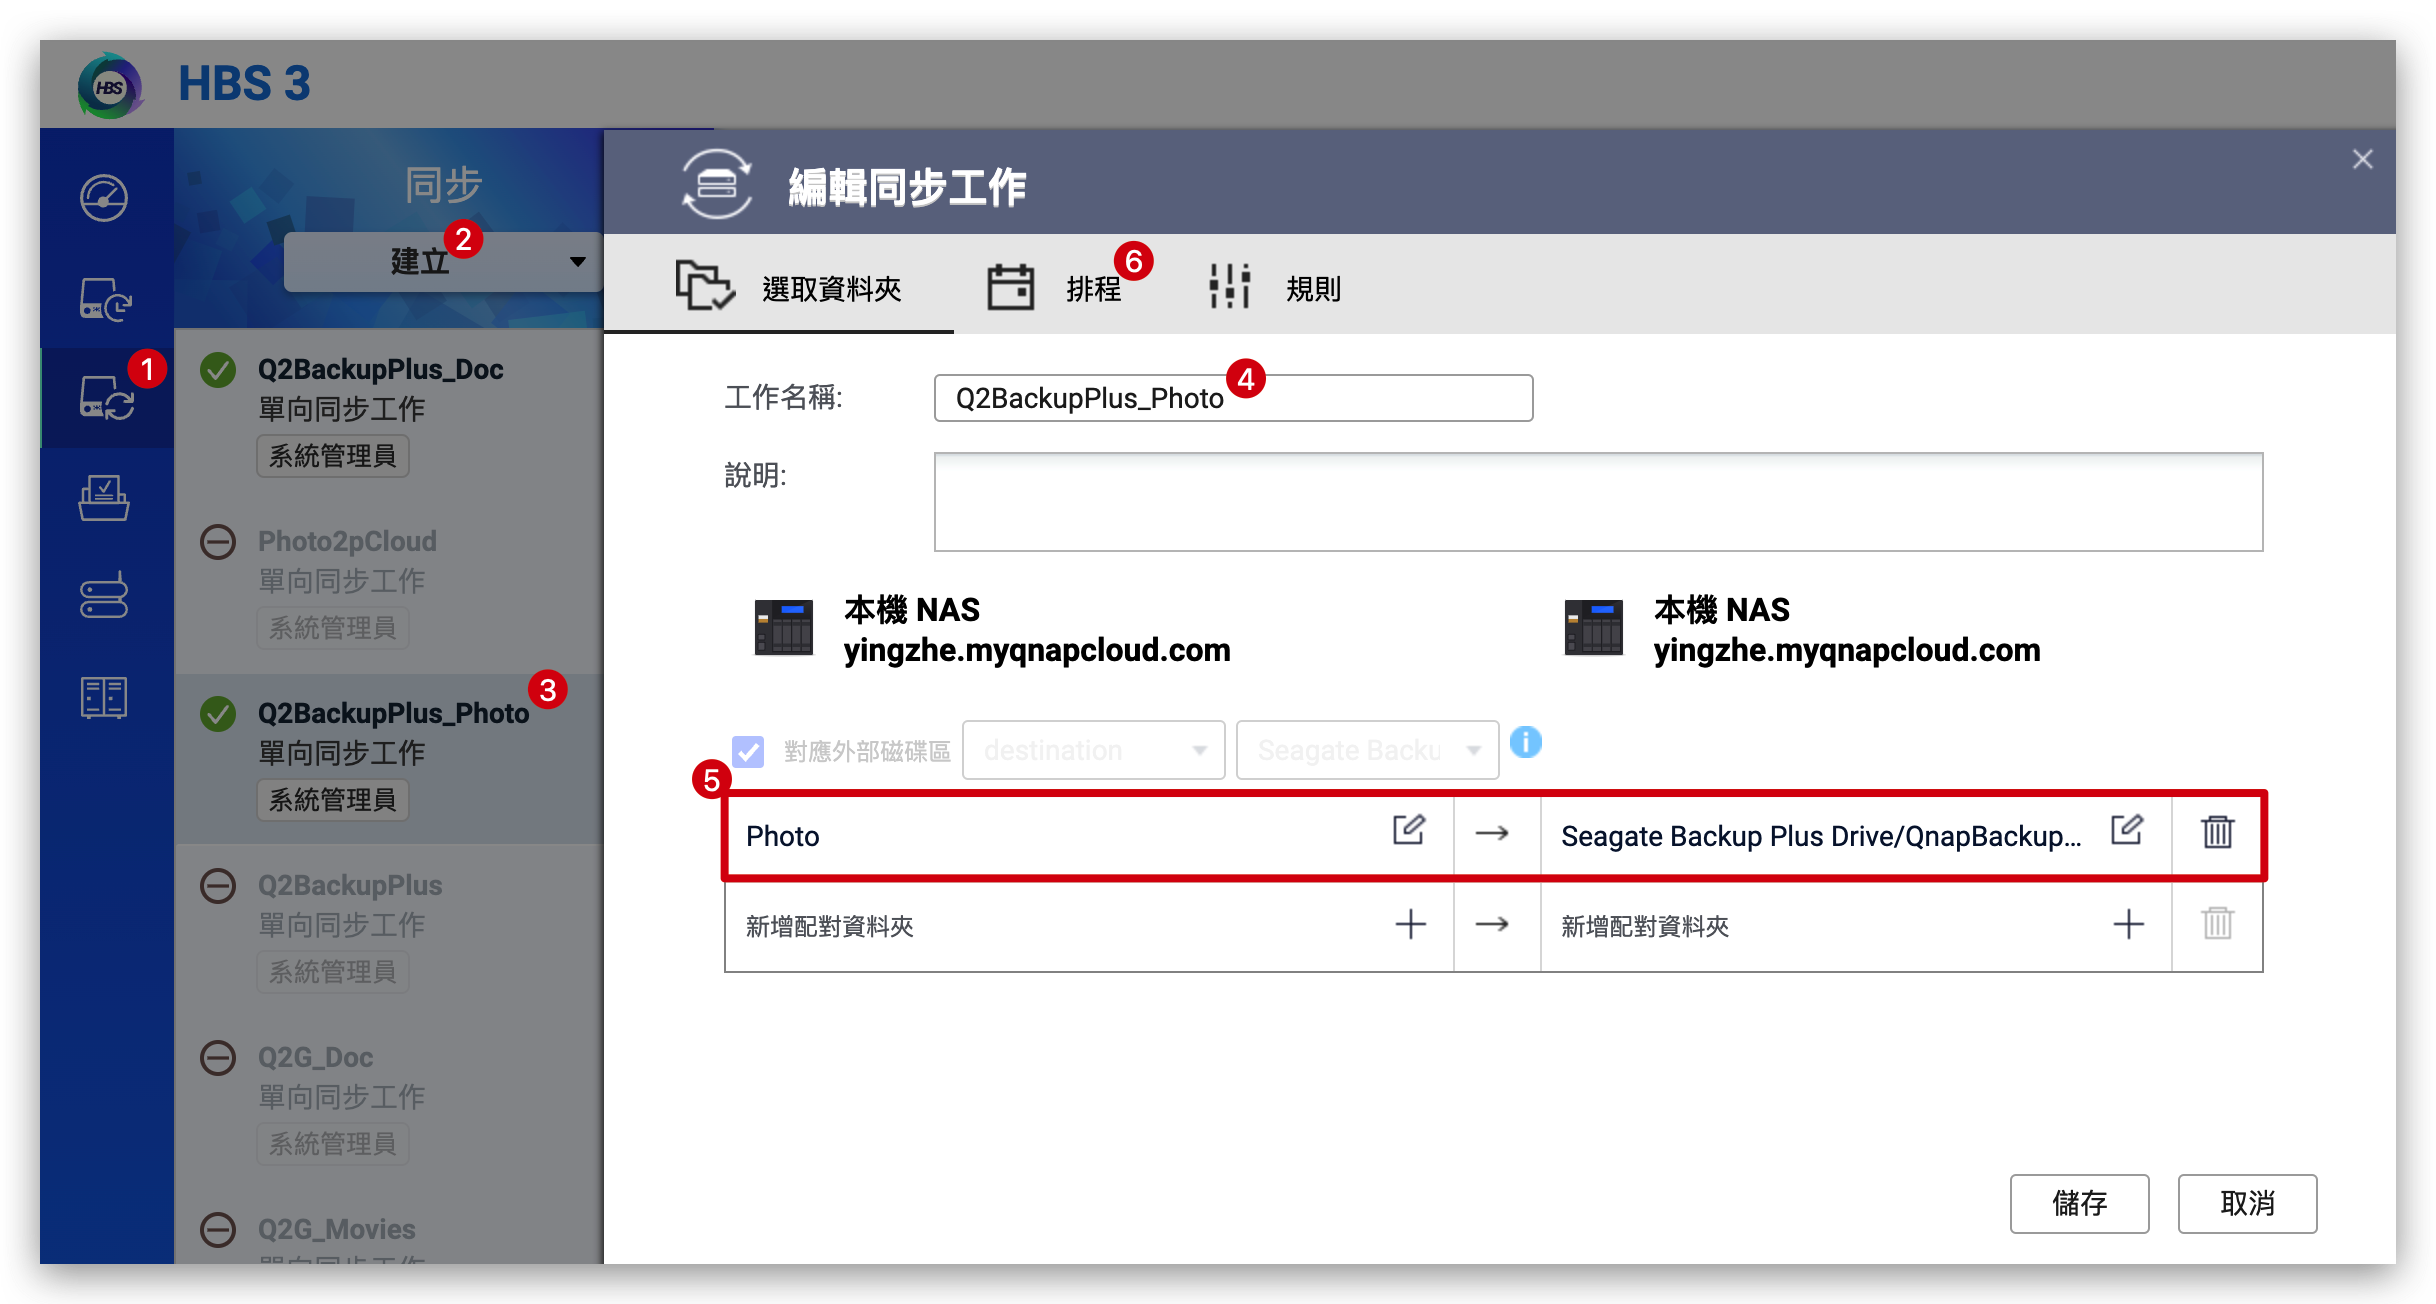 HBS
HBS 3
同步
建立
2
1
Q2BackupPlus_Doc
單向同步工作
系統管理員
Photo2pCloud
單向同步工作
系統管理員
Q2BackupPlus_Photo
3
單向同步工作
系統管理員
Q2BackupPlus
單向同步工作
系統管理員
Q2G_Doc
單向同步工作
系統管理員
Q2G_Movies
單向同步工作
編輯同步工作
選取資料夾
排程
6
規則
工作名稱:
Q2BackupPlus_Photo
4
說明:
本機 NAS
yingzhe.myqnapcloud.com
本機 NAS
yingzhe.myqnapcloud.com
對應外部磁碟區
destination
Seagate Backu
i
5
Photo
→
Seagate Backup Plus Drive/QnapBackup...
新增配對資料夾
+
→
新增配對資料夾
+
儲存
取消